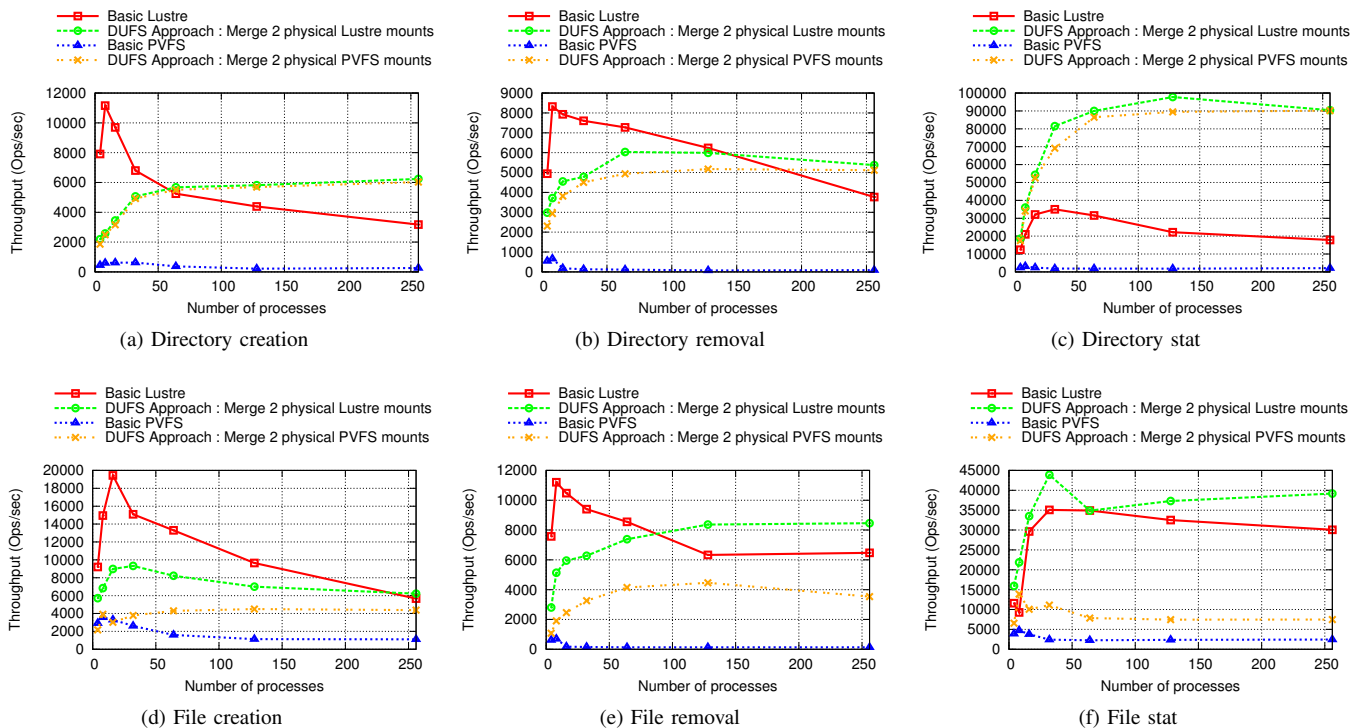 Basic Lustre
DUFS Approach : Merge 2 physical Lustre mounts
Basic PVFS
DUFS Approach : Merge 2 physical PVFS mounts
Throughput (Ops/sec)
12000
10000
8000
6000
4000
2000
0
0 50 100 150 200 250
Number of processes
(a) Directory creation
Basic Lustre
DUFS Approach : Merge 2 physical Lustre mounts
Basic PVFS
DUFS Approach : Merge 2 physical PVFS mounts
Throughput (Ops/sec)
9000
8000
7000
6000
5000
4000
3000
2000
1000
0
0 50 100 150 200 250
Number of processes
(b) Directory removal
Basic Lustre
DUFS Approach : Merge 2 physical Lustre mounts
Basic PVFS
DUFS Approach : Merge 2 physical PVFS mounts
Throughput (Ops/sec)
100000
90000
80000
70000
60000
50000
40000
30000
20000
10000
0
0 50 100 150 200 250
Number of processes
(c) Directory stat
Basic Lustre
DUFS Approach : Merge 2 physical Lustre mounts
Basic PVFS
DUFS Approach : Merge 2 physical PVFS mounts
Throughput (Ops/sec)
20000
18000
16000
14000
12000
10000
8000
6000
4000
2000
0
0 50 100 150 200 250
Number of processes
(d) File creation
Basic Lustre
DUFS Approach : Merge 2 physical Lustre mounts
Basic PVFS
DUFS Approach : Merge 2 physical PVFS mounts
Throughput (Ops/sec)
12000
10000
8000
6000
4000
2000
0
0 50 100 150 200 250
Number of processes
(e) File removal
Basic Lustre
DUFS Approach : Merge 2 physical Lustre mounts
Basic PVFS
DUFS Approach : Merge 2 physical PVFS mounts
Throughput (Ops/sec)
45000
40000
35000
30000
25000
20000
15000
10000
5000
0
0 50 100 150 200 250
Number of processes
(f) File stat